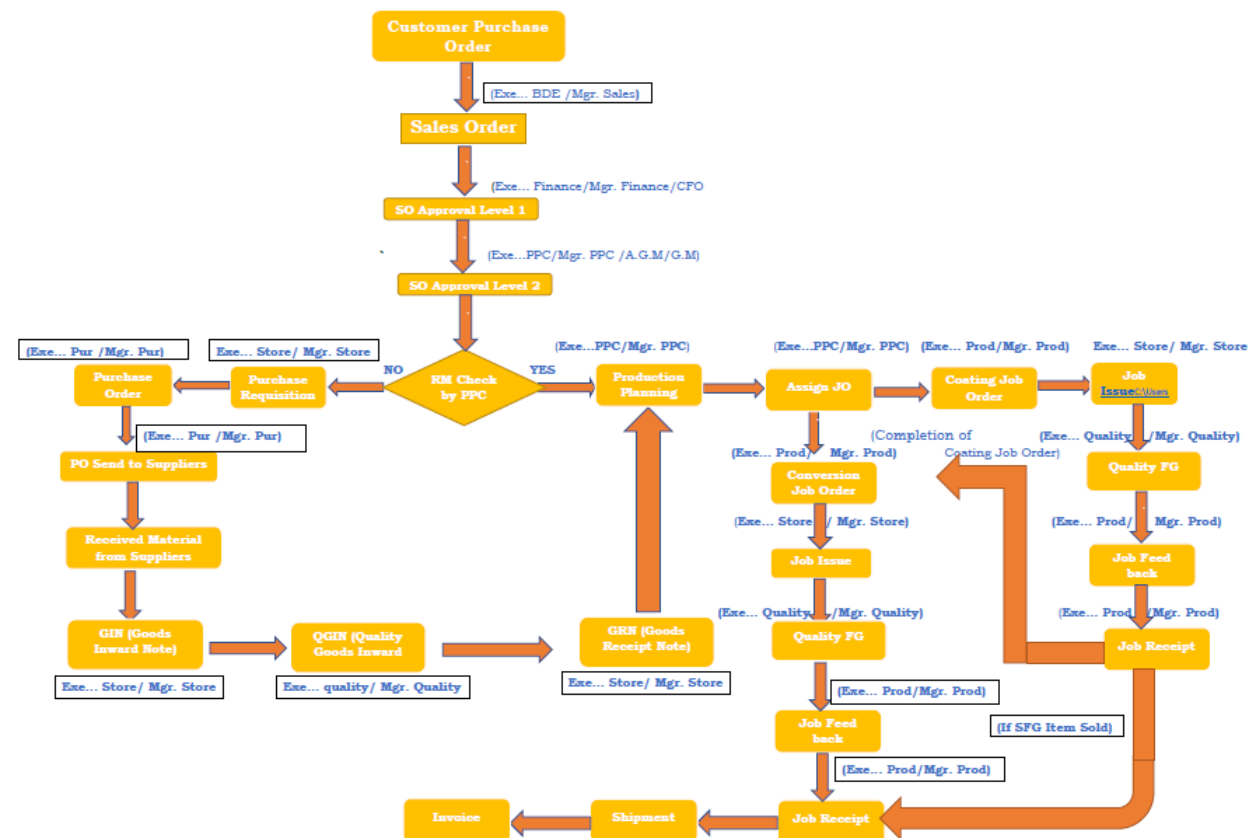 Customer Purchase
Order
(Exe... BDE /Mgr. Sales)
Sales Order
(Exe... Finance/Mgr. Finance/CFO
SO Approval Level 1
(Exe...PPC/Mgr. PPC /A.G.M/G.M)
SO Approval Level 2
(Exe... Pur /Mgr. Pur)
Exe... Store/ Mgr. Store
(Exe...PPC/Mgr. PPC)
(Exe...PPC/Mgr. PPC)
(Exe... Prod/Mgr. Prod)
Exe... Store/ Mgr. Store
Purchase
Order
Purchase
Requisition
NO
RM Check
by PPC
YES
Production
Planning
Assign JO
Coating Job
Order
Job
IssueC:\Users
(Exe... Pur /Mgr. Pur)
(Completion of
Coating Job Order)
(Exe... Quality /Mgr. Quality)
(Exe... Prod/ Mgr. Prod)
PO Send to Suppliers
Conversion
Job Order
Quality FG
(Exe... Store / Mgr. Store)
(Exe... Prod/ Mgr. Prod)
Received Material
from Suppliers
Job Issue
Job Feed
back
(Exe... Quality /Mgr. Quality)
(Exe... Prod /Mgr. Prod)
GIN (Goods
Inward Note)
QGIN (Quality
Goods Inward
GRN (Goods
Receipt Note)
Quality FG
Job Receipt
Exe... Store/ Mgr. Store
Exe... quality/ Mgr. Quality
Exe... Store/ Mgr. Store
(Exe... Prod/Mgr. Prod)
Job Feed
back
(If SFG Item Sold)
(Exe... Prod/Mgr. Prod)
Invoice
Shipment
Job Receipt